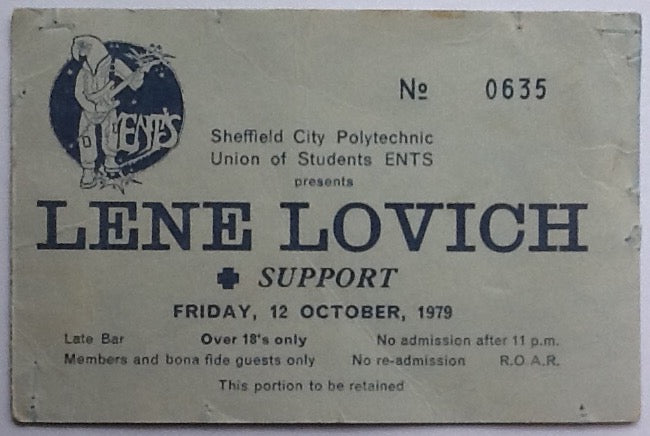 ENTS
Nº 0635
Sheffield City Polytechnic
Union of Students ENTS
presents
LENE LOVICH
+ SUPPORT
FRIDAY, 12 OCTOBER, 1979
Late Bar Over 18's only No admission after 11 p.m.
Members and bona fide guests only No re-admission R.O.A.R.
This portion to be retained